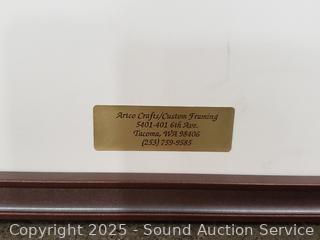 Artco Crafts/Custom Framing
5401-401 6th Ave.
Tacoma, WA 98406
(253) 759-9585
Copyright 2025 - Sound Auction Service